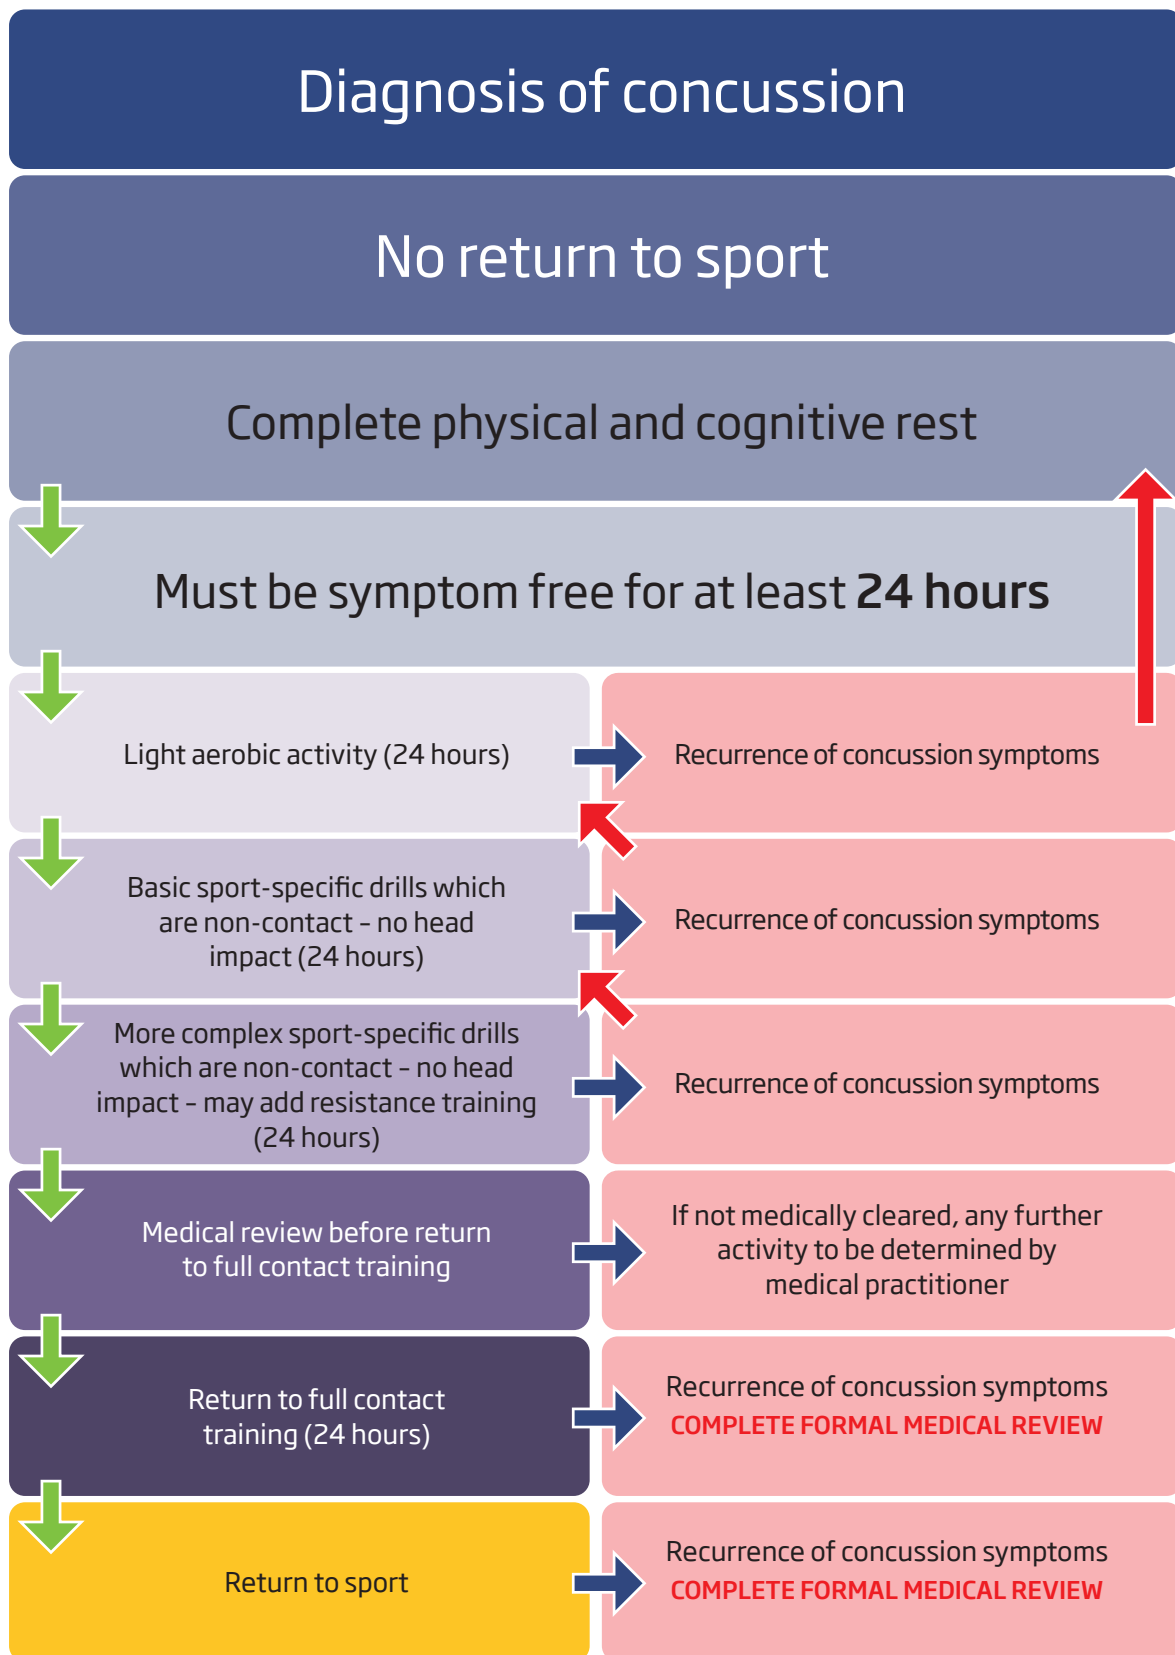 Diagnosis of concussion
No return to sport
Complete physical and cognitive rest
Must be symptom free for at least 24 hours
Light aerobic activity (24 hours)
Recurrence of concussion symptoms
Basic sport-specific drills which
are non-contact – no head
impact (24 hours)
Recurrence of concussion symptoms
More complex sport-specific drills
which are non-contact – no head
impact – may add resistance training
(24 hours)
Recurrence of concussion symptoms
Medical review before return
to full contact training
If not medically cleared, any further
activity to be determined by
medical practitioner
Return to full contact
training (24 hours)
Recurrence of concussion symptoms
COMPLETE FORMAL MEDICAL REVIEW
Return to sport
Recurrence of concussion symptoms
COMPLETE FORMAL MEDICAL REVIEW